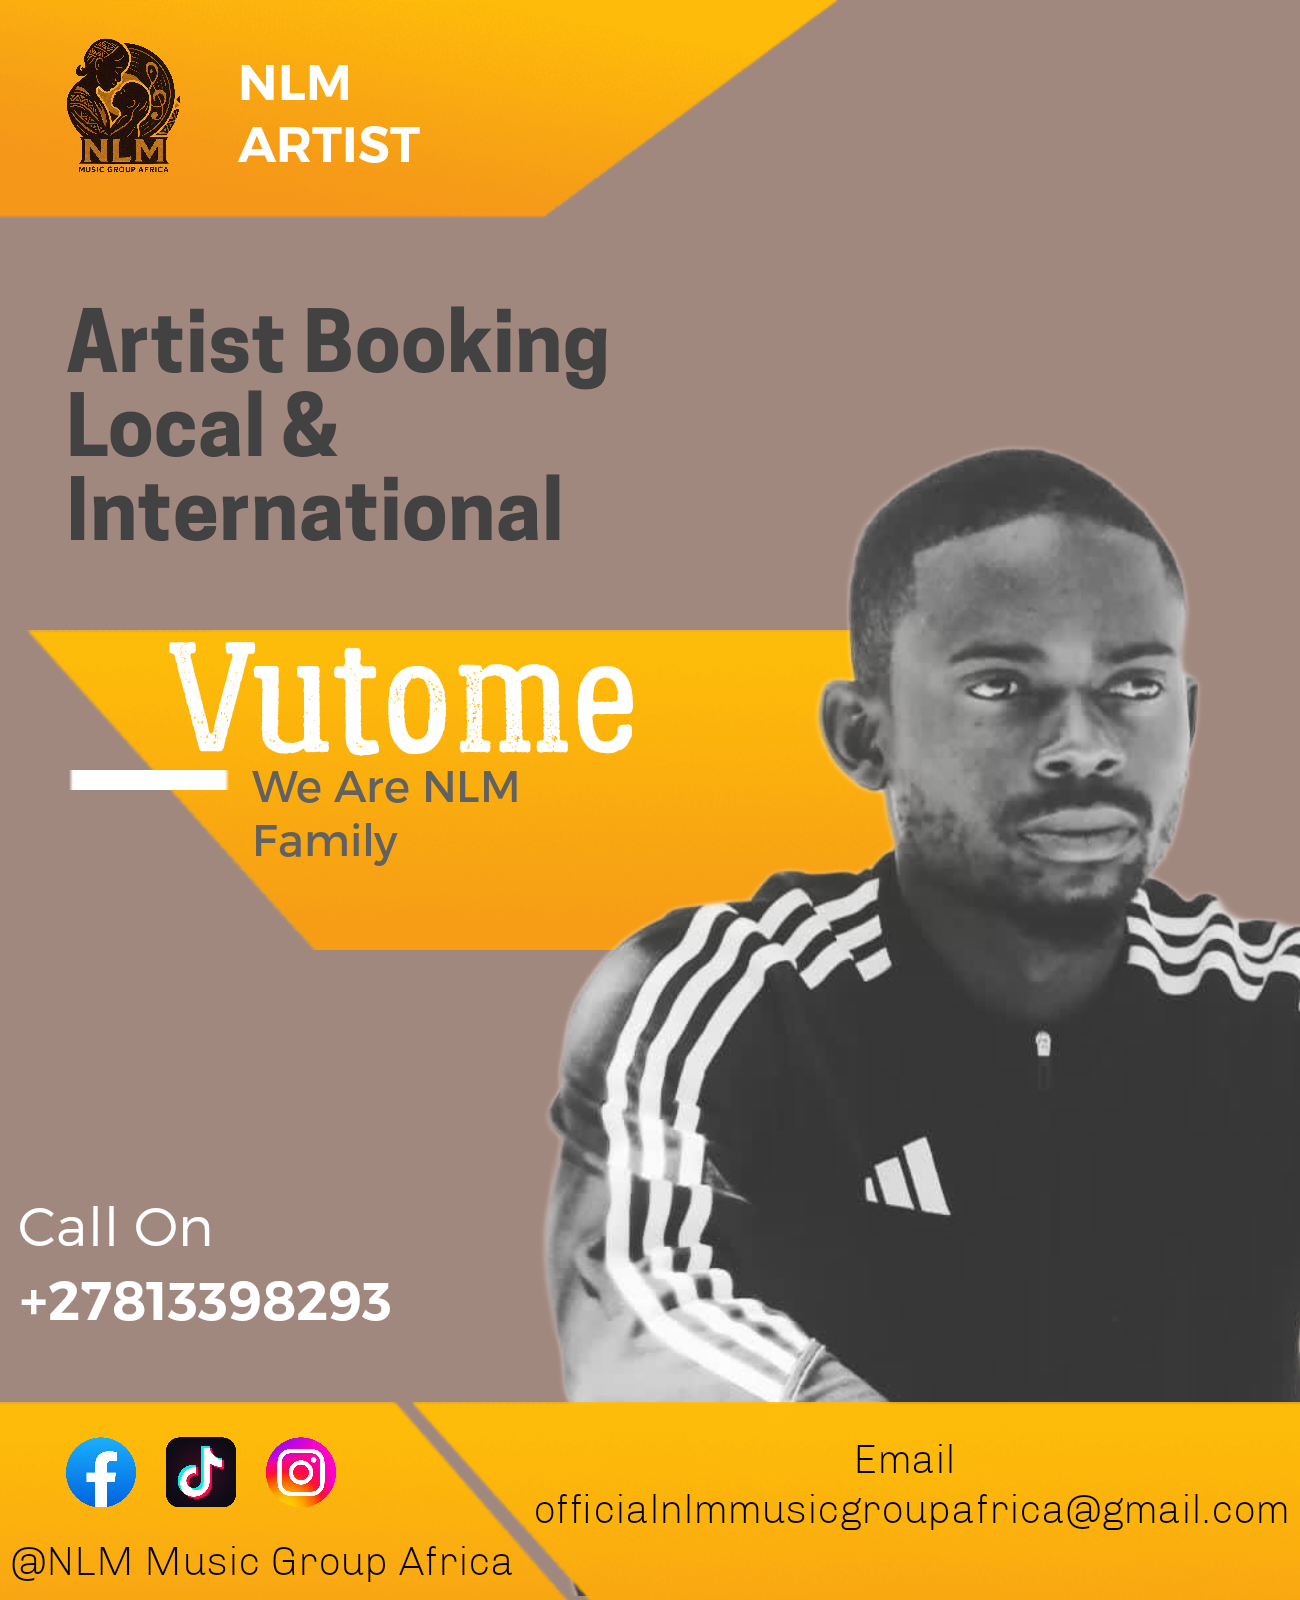 NLM
MUSIC GROUP AFRICA
NLM
ARTIST
Artist Booking
Local &
International
Vutome
We Are NLM
Family
Call On
+27813398293
@NLM Music Group Africa
Email
officialnlmmusicgroupafrica@gmail.com